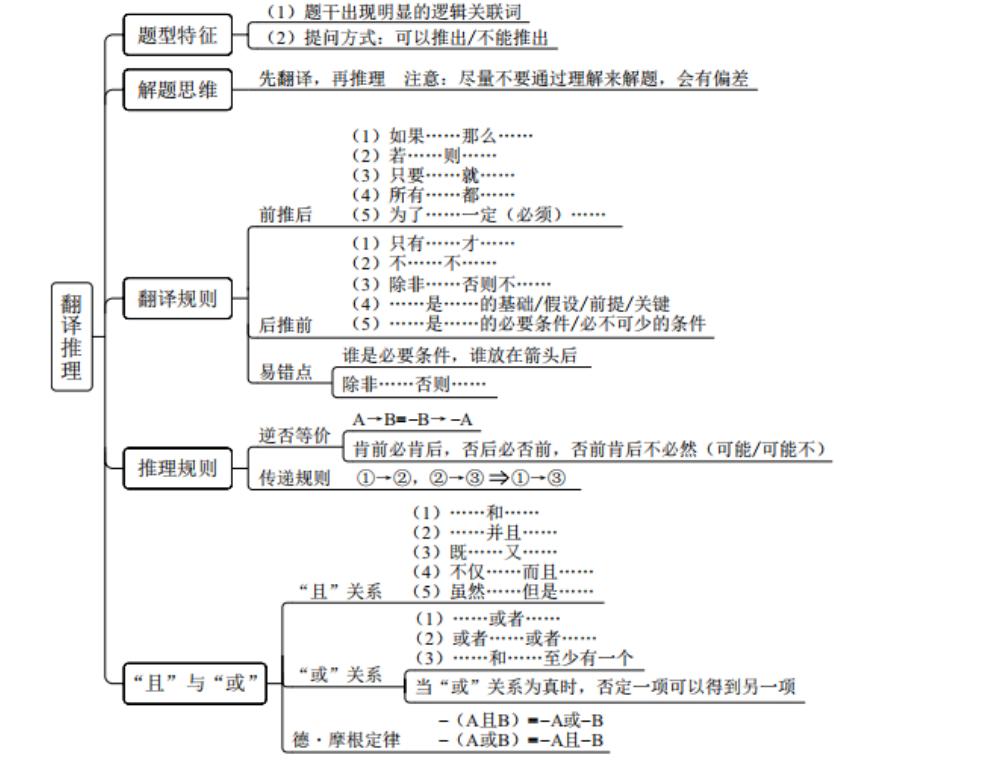 翻译推理
题型特征
（1）题干出现明显的逻辑关联词
（2）提问方式：可以推出/不能推出
解题思维
先翻译，再推理　注意：尽量不要通过理解来解题，会有偏差
翻译规则
前推后
（1）如果……那么……
（2）若……则……
（3）只要……就……
（4）所有……都……
（5）为了……一定（必须）……
后推前
（1）只有……才……
（2）不……不……
（3）除非……否则不……
（4）……是……的基础/假设/前提/关键
（5）……是……的必要条件/必不可少的条件
易错点
谁是必要条件，谁放在箭头后
除非……否则……
推理规则
逆否等价
A→B=-B→-A
肯前必肯后，否后必否前，否前肯后不必然（可能/可能不）
传递规则
①→②，②→③⇒①→③
“且”与“或”
“且”关系
（1）……和……
（2）……并且……
（3）既……又……
（4）不仅……而且……
（5）虽然……但是……
“或”关系
（1）……或者……
（2）或者……或者……
（3）……和……至少有一个
当“或”关系为真时，否定一项可以得到另一项
德·摩根定律
-（A且B）=-A或-B
-（A或B）=-A且-B